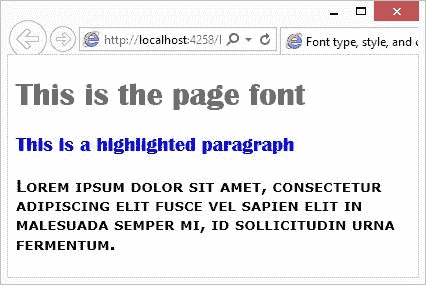 http://localhost:4258/
Font type, style, and
This is the page font
This is a highlighted paragraph
LOREM IPSUM DOLOR SIT AMET, CONSECTETUR
ADIPISCING ELIT FUSCE VEL SAPIEN ELIT IN
MALESUADA SEMPER MI, ID SOLLICITUDIN URNA
FERMENTUM.